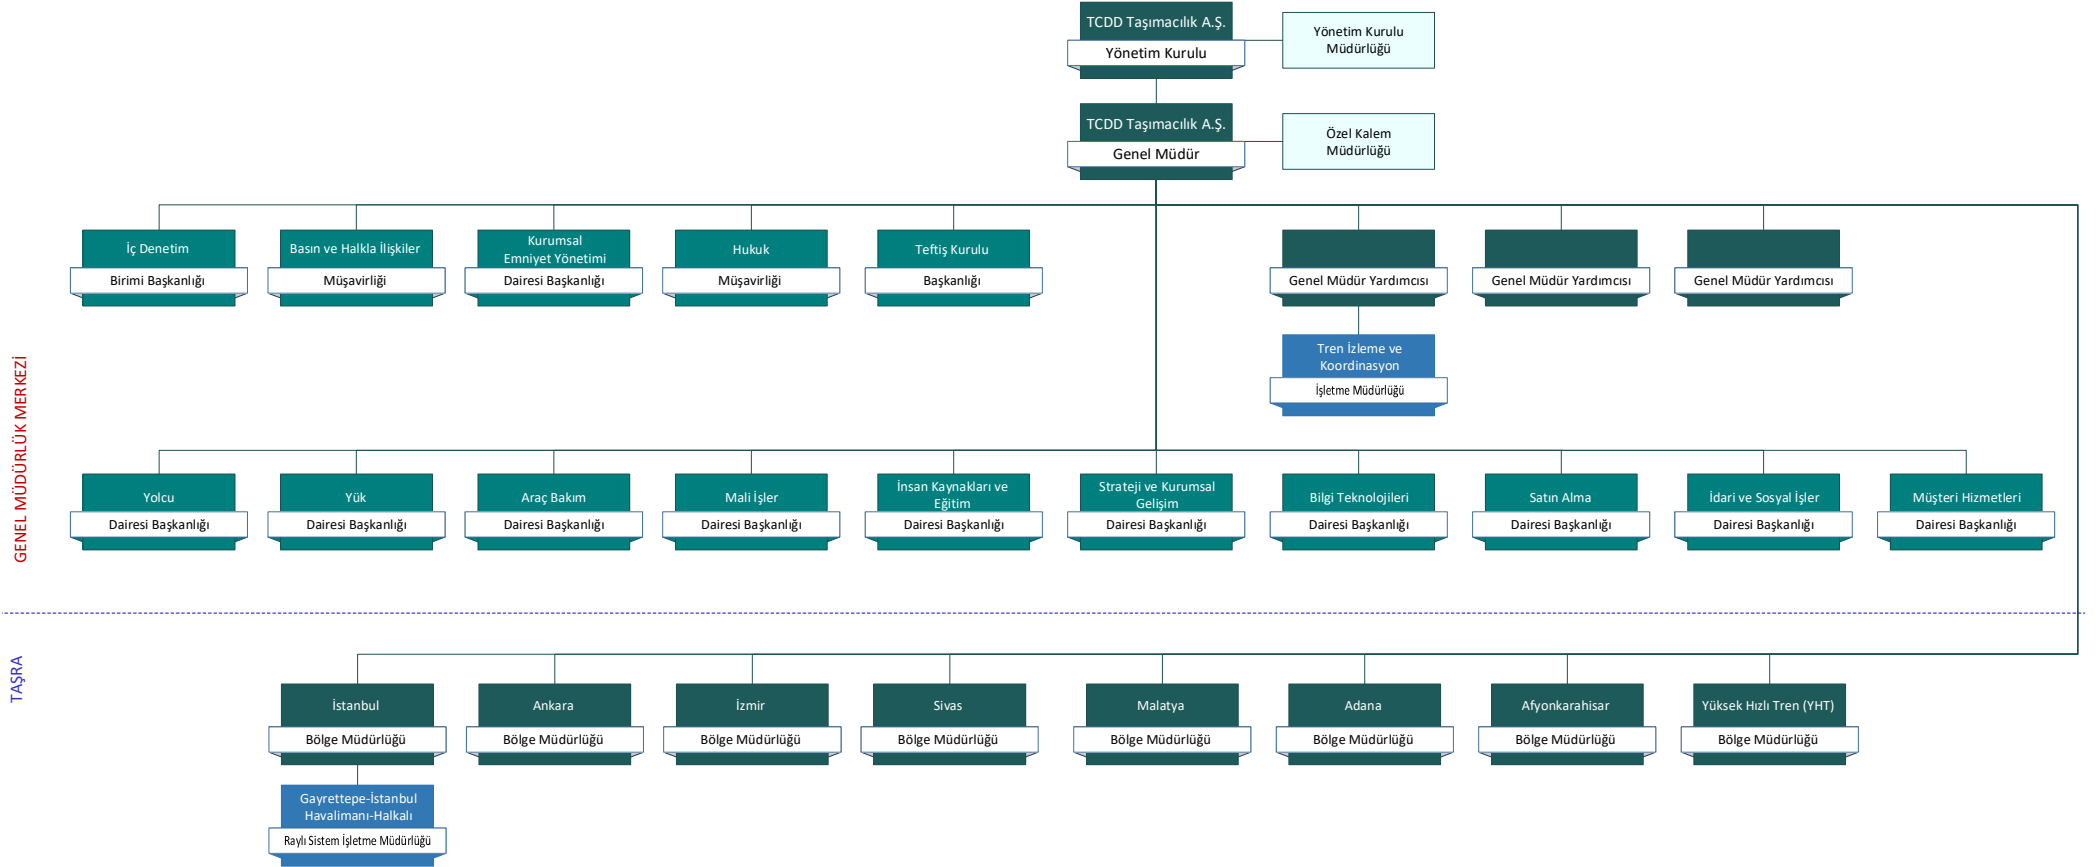 TCDD Taşımacılık A.Ş.
Yönetim Kurulu
Yönetim Kurulu
Müdürlüğü
TCDD Taşımacılık A.Ş.
Genel Müdür
Özel Kalem
Müdürlüğü
GENEL MÜDÜRLÜK MERKEZİ
İç Denetim
Birimi Başkanlığı
Basın ve Halkla İlişkiler
Müşavirliği
Kurumsal
Emniyet Yönetimi
Dairesi Başkanlığı
Hukuk
Müşavirliği
Teftiş Kurulu
Başkanlığı
Genel Müdür Yardımcısı
Genel Müdür Yardımcısı
Genel Müdür Yardımcısı
Tren İzleme ve
Koordinasyon
İşletme Müdürlüğü
Yolcu
Dairesi Başkanlığı
Yük
Dairesi Başkanlığı
Araç Bakım
Dairesi Başkanlığı
Mali İşler
Dairesi Başkanlığı
İnsan Kaynakları ve
Eğitim
Dairesi Başkanlığı
Strateji ve Kurumsal
Gelişim
Dairesi Başkanlığı
Bilgi Teknolojileri
Dairesi Başkanlığı
Satın Alma
Dairesi Başkanlığı
İdari ve Sosyal İşler
Dairesi Başkanlığı
Müşteri Hizmetleri
Dairesi Başkanlığı
TAŞRA
İstanbul
Bölge Müdürlüğü
Ankara
Bölge Müdürlüğü
İzmir
Bölge Müdürlüğü
Sivas
Bölge Müdürlüğü
Malatya
Bölge Müdürlüğü
Adana
Bölge Müdürlüğü
Afyonkarahisar
Bölge Müdürlüğü
Yüksek Hızlı Tren (YHT)
Bölge Müdürlüğü
Gayrettepe-İstanbul
Havalimanı-Halkalı
Raylı Sistem İşletme Müdürlüğü